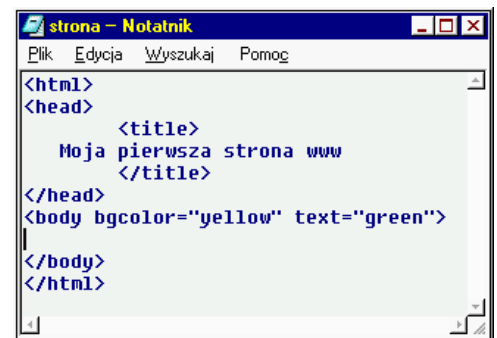 strona – Notatnik
Plik Edycja Wyszukaj Pomoc
<html>
<head>
<title>
Moja pierwsza strona www
</title>
</head>
<body bgcolor="yellow" text="green">
</body>
</html>